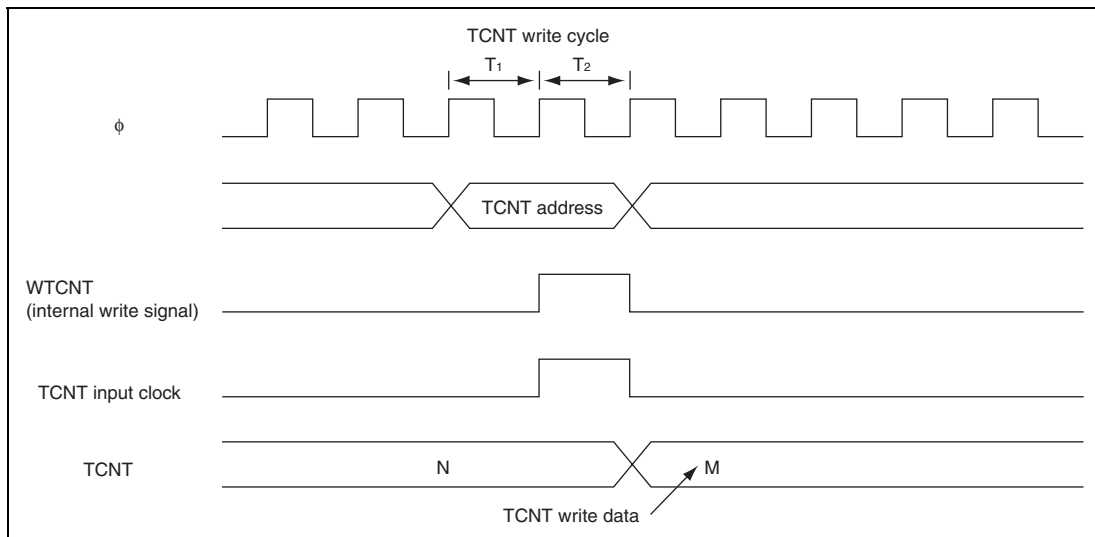 TCNT write cycle
T1 T2
ϕ
TCNT address
WTCNT
(internal write signal)
TCNT input clock
TCNT
N
M
TCNT write data